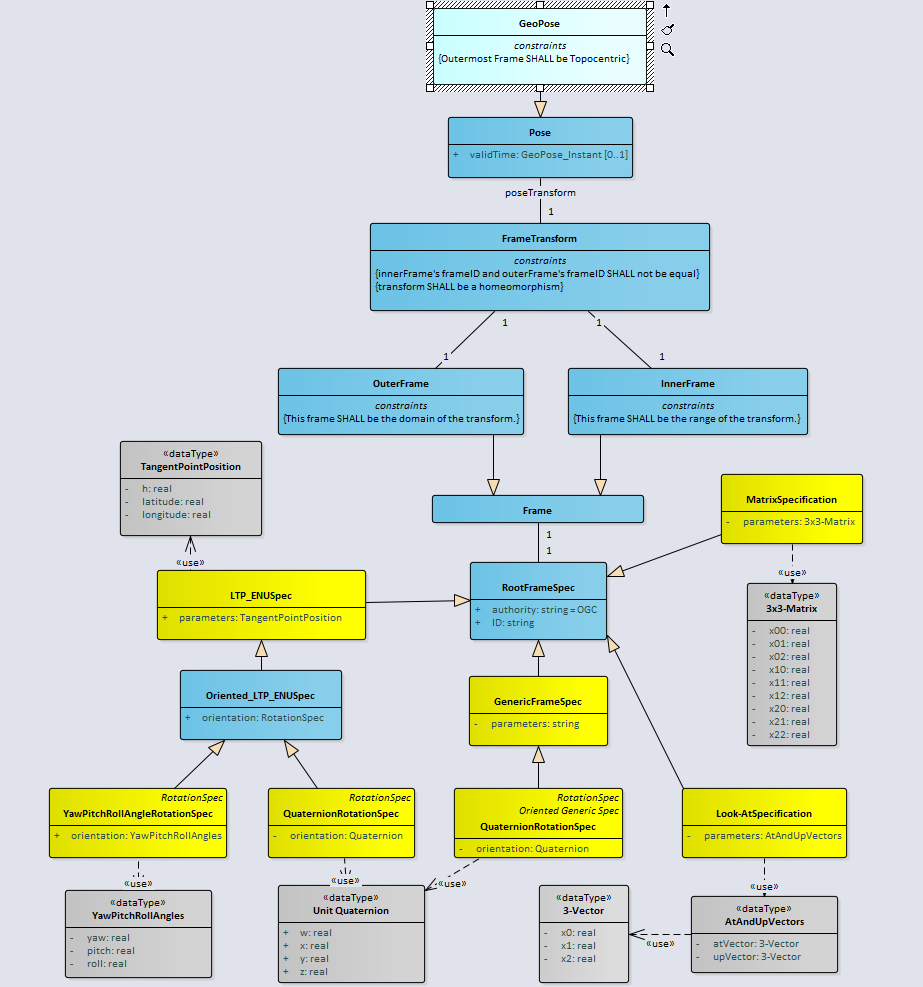 GeoPose
constraints
{Outermost Frame SHALL be Topocentric}
Pose
+ validTime: GeoPose_Instant [0..1]
poseTransform
1
FrameTransform
constraints
{innerFrame's frameID and outerFrame's frameID SHALL not be equal}
{transform SHALL be a homeomorphism}
1
1
1
1
OuterFrame
constraints
{This frame SHALL be the domain of the transform.}
InnerFrame
constraints
{This frame SHALL be the range of the transform.}
«dataType»
TangentPointPosition
- h: real
- latitude: real
- longitude: real
«use»
Frame
1
1
MatrixSpecification
- parameters: 3x3-Matrix
«use»
LTP_ENUSpec
+ parameters: TangentPointPosition
RootFrameSpec
+ authority: string = OGC
+ ID: string
«dataType»
3x3-Matrix
- x00: real
- x01: real
- x02: real
- x10: real
- x11: real
- x12: real
- x20: real
- x21: real
- x22: real
Oriented_LTP_ENUSpec
+ orientation: RotationSpec
GenericFrameSpec
- parameters: string
RotationSpec
YawPitchRollAngleRotationSpec
+ orientation: YawPitchRollAngles
RotationSpec
QuaternionRotationSpec
- orientation: Quaternion
RotationSpec
Oriented Generic Spec
QuaternionRotationSpec
- orientation: Quaternion
Look-AtSpecification
- parameters: AtAndUpVectors
«use»
«use»
«use»
«use»
«dataType»
YawPitchRollAngles
- yaw: real
- pitch: real
- roll: real
«dataType»
Unit Quaternion
+ w: real
+ x: real
+ y: real
+ z: real
«dataType»
3-Vector
- x0: real
- x1: real
- x2: real
«use»
«dataType»
AtAndUpVectors
- atVector: 3-Vector
- upVector: 3-Vector